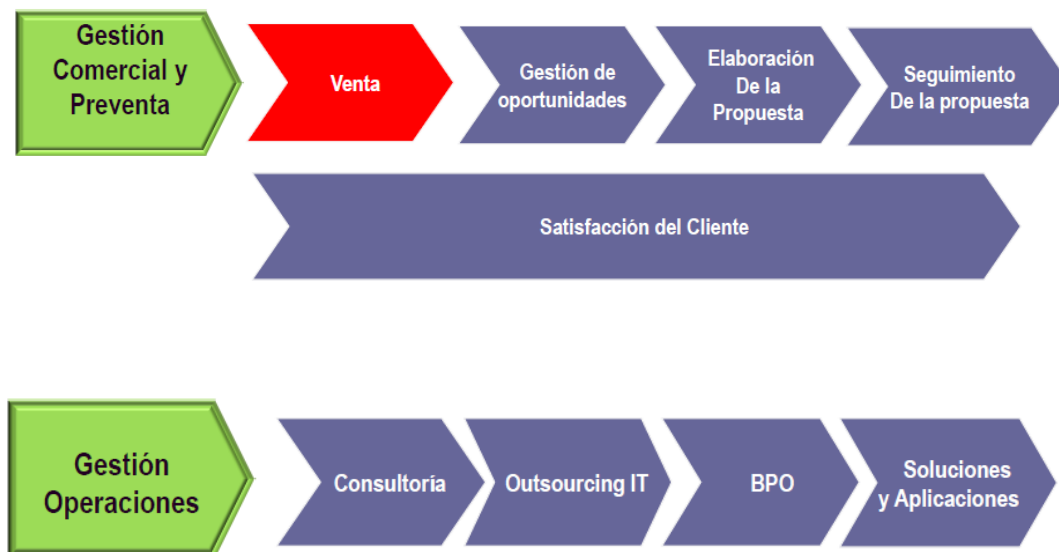 Gestión
Comercial y
Preventa
Venta
Gestión de
oportunidades
Elaboración
De la
Propuesta
Seguimiento
De la propuesta
Satisfacción del Cliente
Gestión
Operaciones
Consultoría
Outsourcing IT
BPO
Soluciones
y Aplicaciones